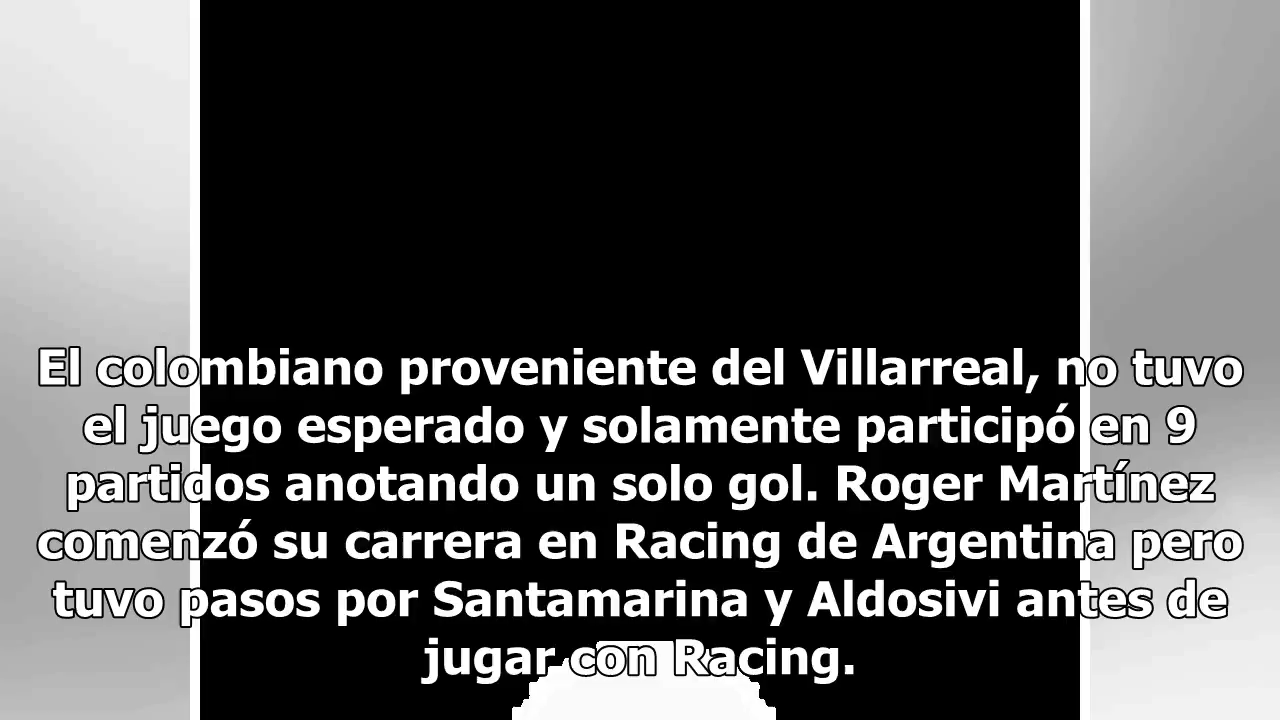 El colombiano proveniente del Villarreal, no tuvo
el juego esperado y solamente participó en 9
partidos anotando un solo gol. Roger Martínez
comenzó su carrera en Racing de Argentina pero
tuvo pasos por Santamarina y Aldosivi antes de
jugar con Racing.